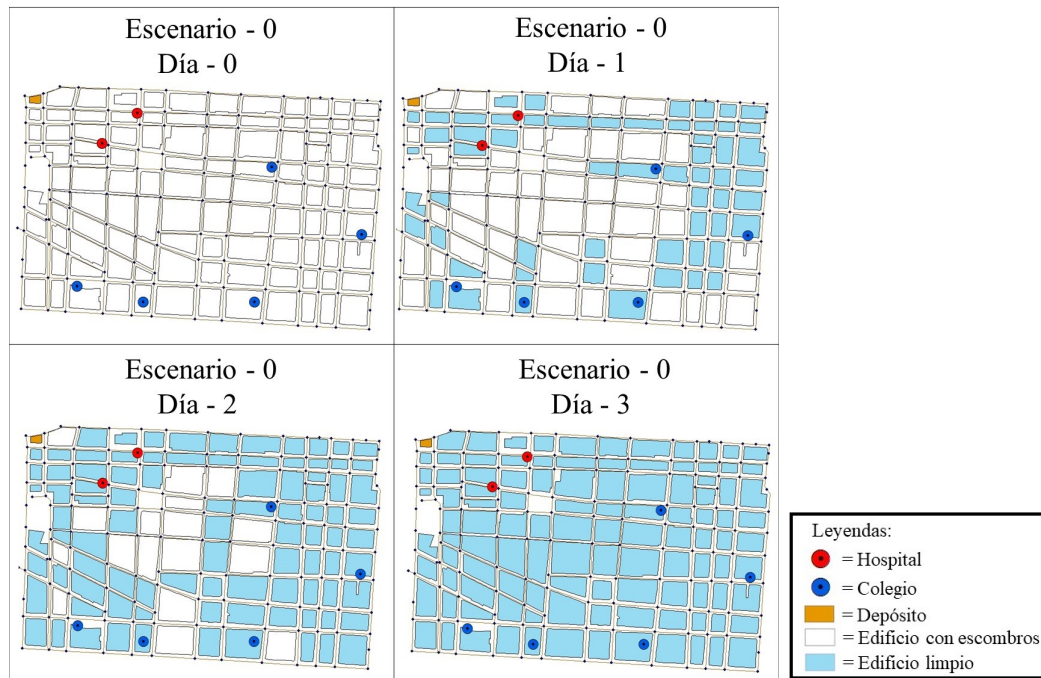 Escenario - 0
Día - 0
Escenario - 0
Día - 1
Escenario - 0
Día - 2
Escenario - 0
Día - 3
Leyendas:
= Hospital
= Colegio
= Depósito
= Edificio con escombros
= Edificio limpio